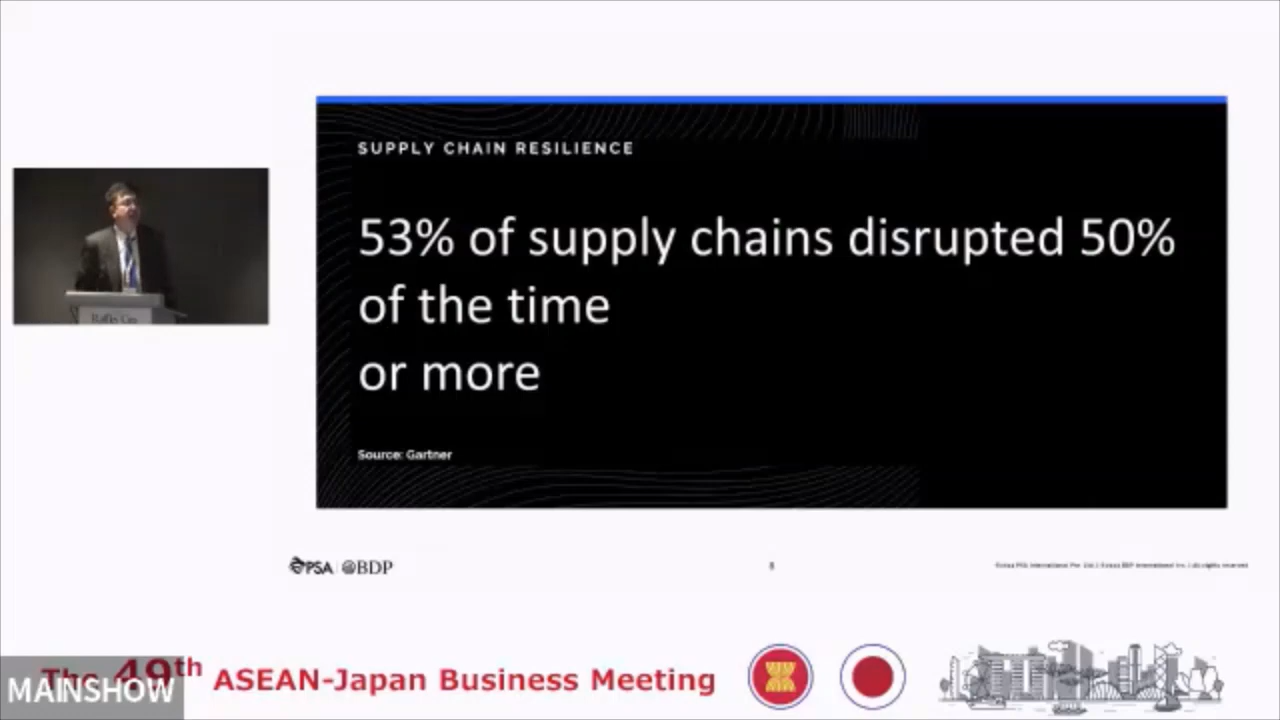 SUPPLY CHAIN RESILIENCE
53% of supply chains disrupted 50%
of the time
or more
Source: Gartner
PSA BDP
8
The 49th ASEAN-Japan Business Meeting
MAINSHOW